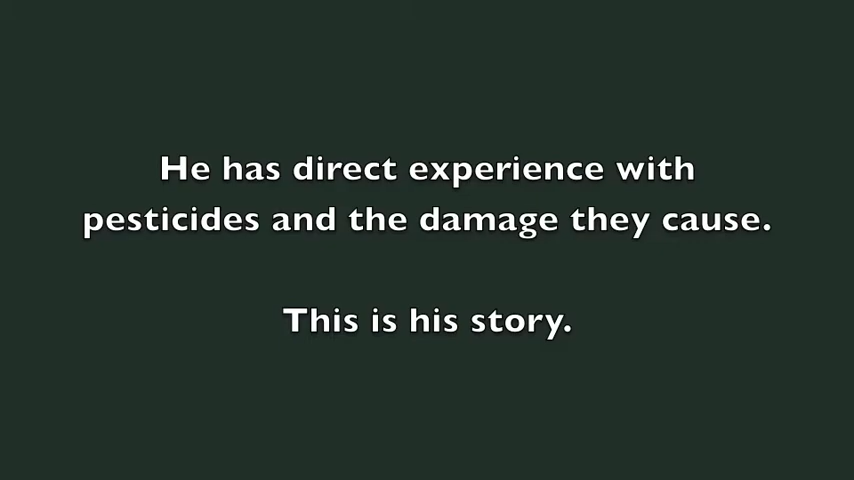 He has direct experience with
pesticides and the damage they cause.
This is his story.